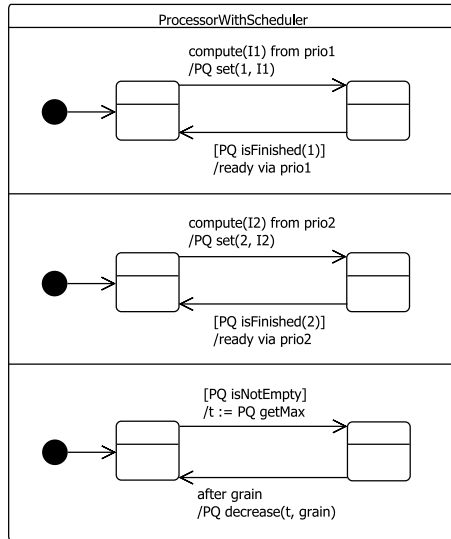 ProcessorWithScheduler
compute(I1) from prio1
/PQ set(1, I1)
[PQ isFinished(1)]
/ready via prio1
compute(I2) from prio2
/PQ set(2, I2)
[PQ isFinished(2)]
/ready via prio2
[PQ isNotEmpty]
/t := PQ getMax
after grain
/PQ decrease(t, grain)